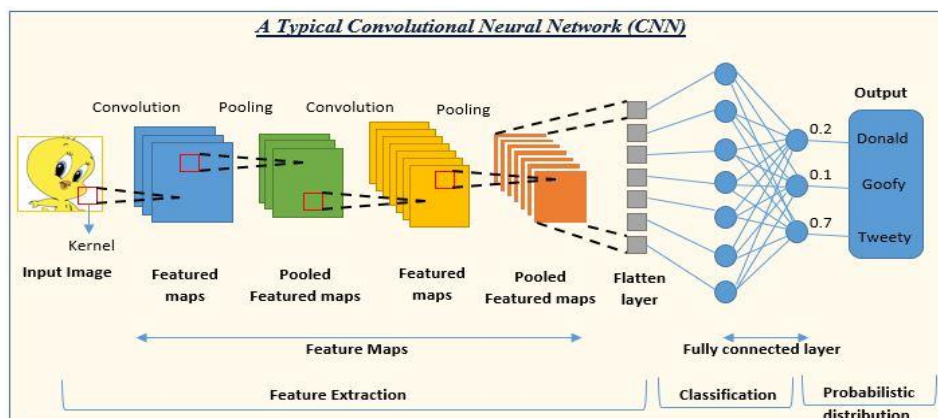 A Typical Convolutional Neural Network (CNN)
Convolution
Pooling
Convolution
Pooling
Output
0.2
Donald
0.1
Goofy
0.7
Tweety
Kernel
Input Image
Featured
maps
Pooled
Featured maps
Featured
maps
Pooled
Featured maps
Flatten
layer
Feature Maps
Fully connected layer
Feature Extraction
Classification
Probabilistic
distribution